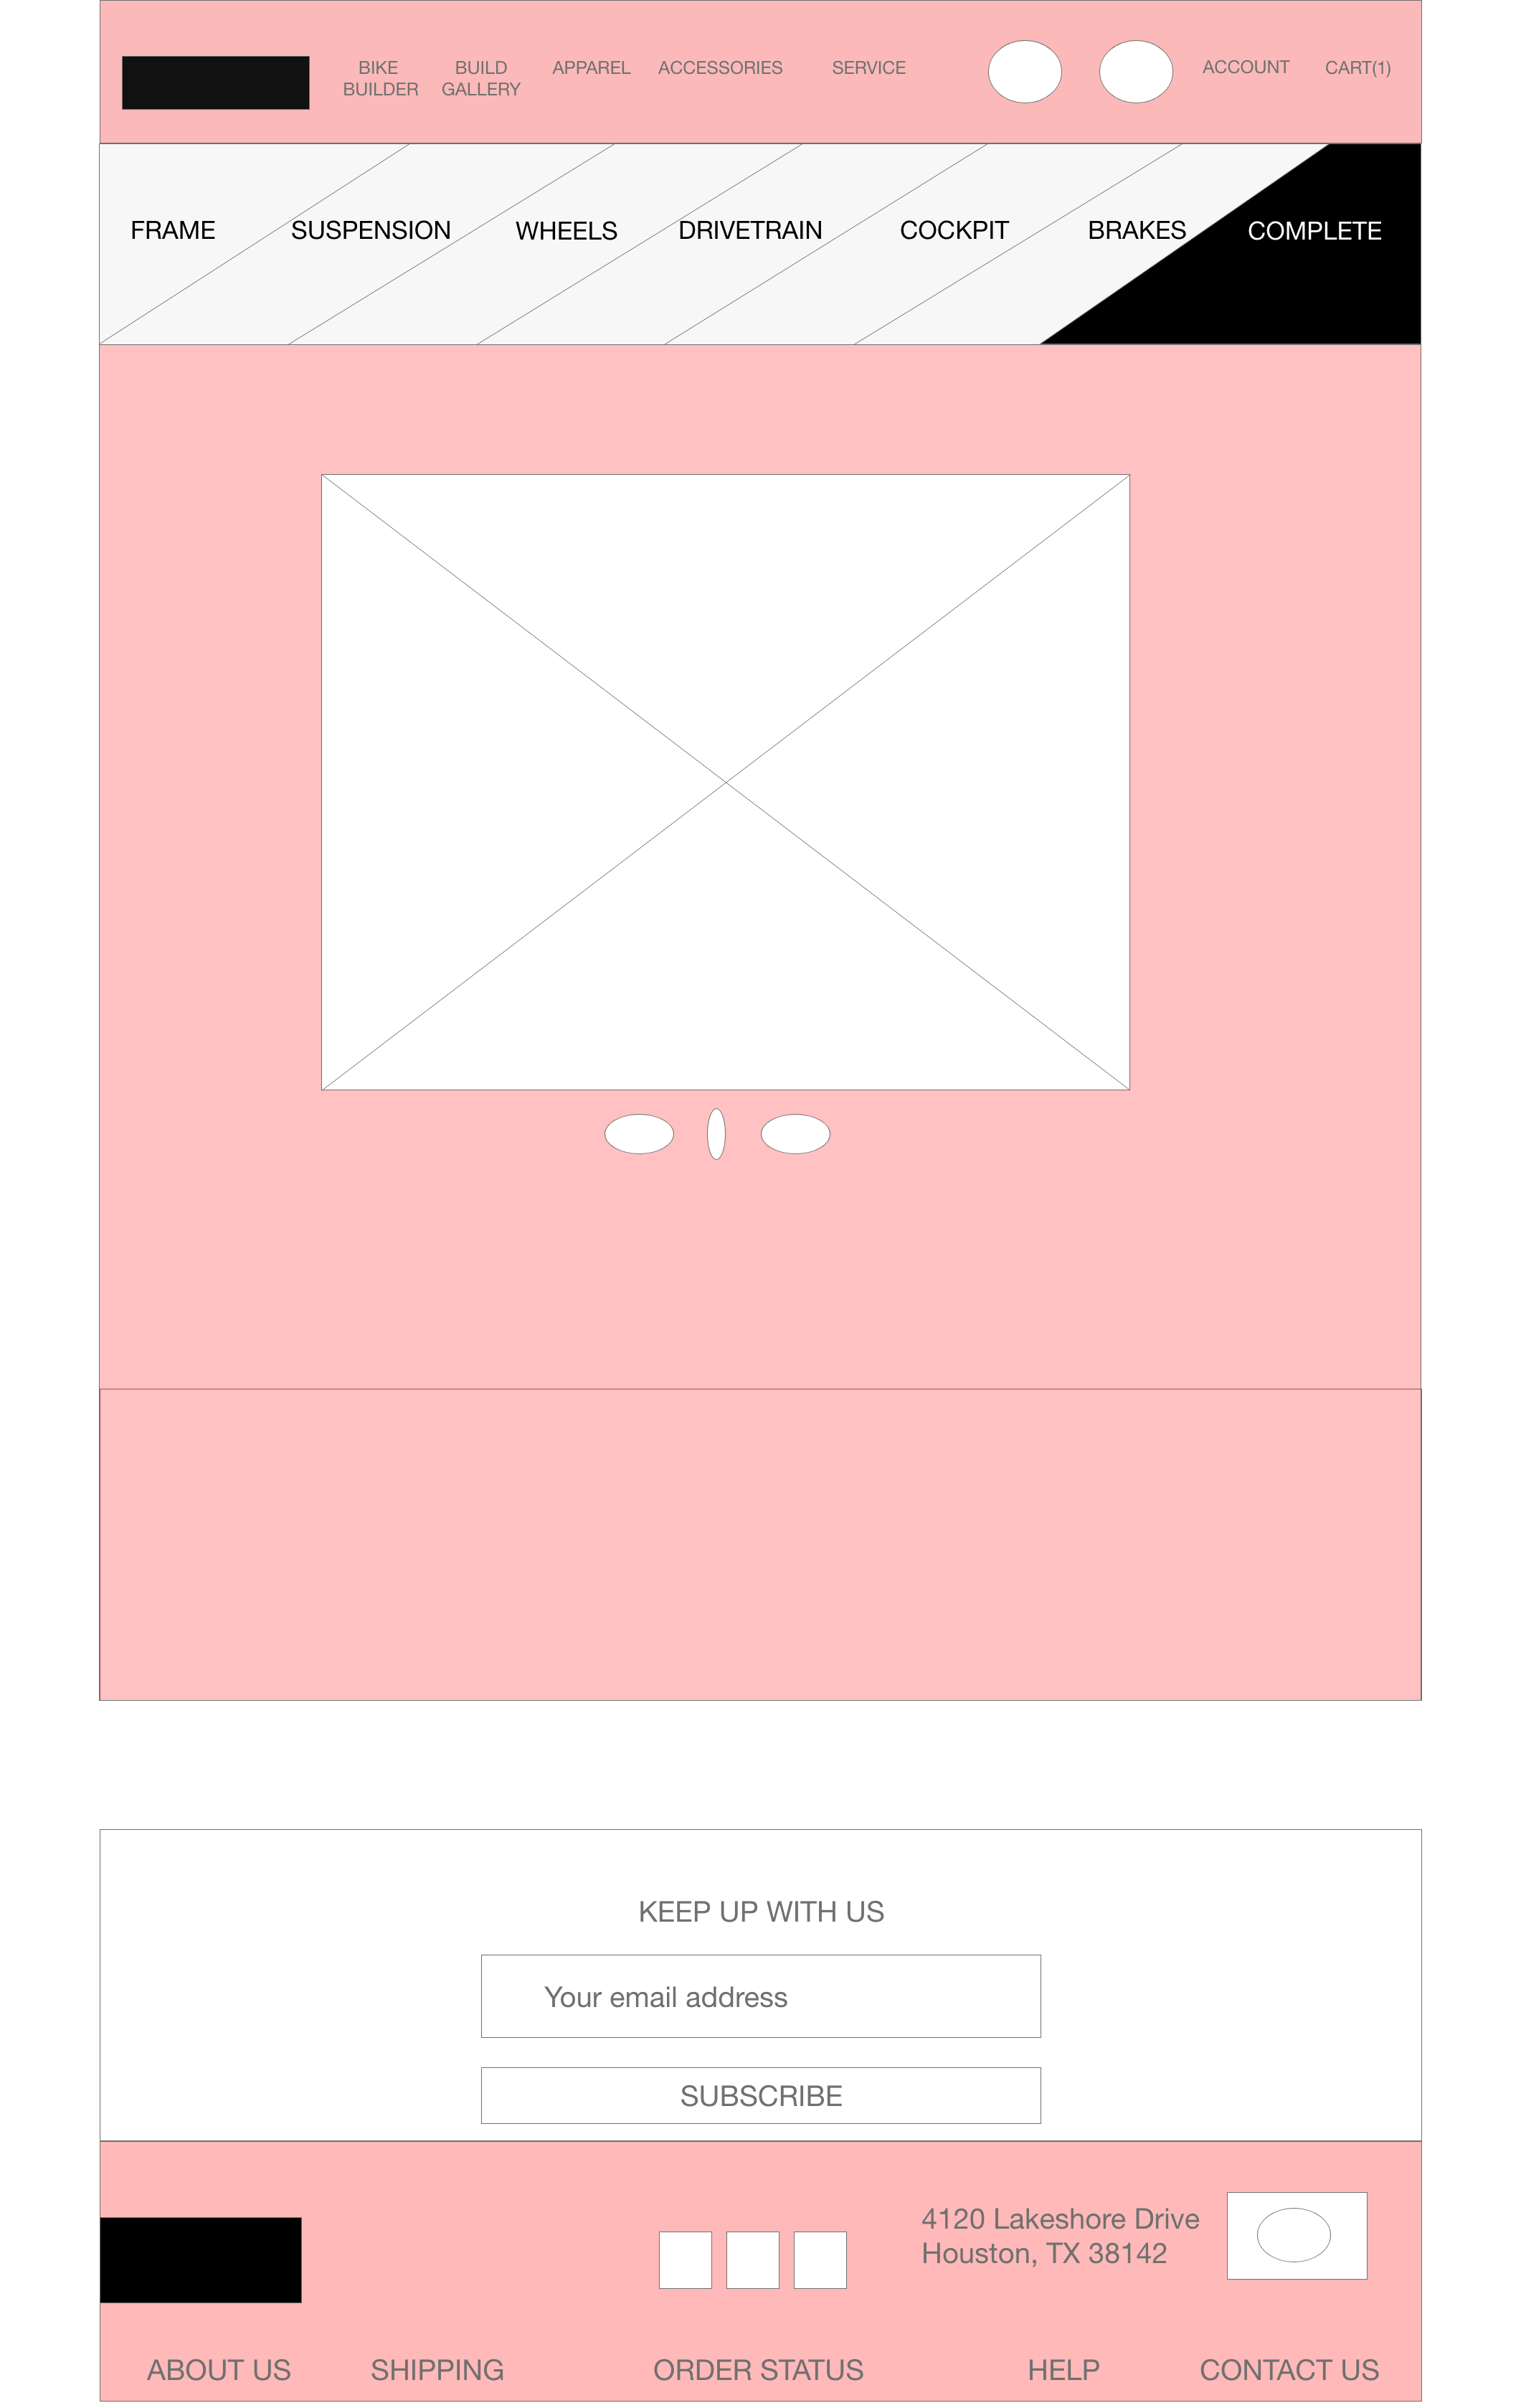 BIKE BUILD APPAREL ACCESSORIES SERVICE ACCOUNT CART(1)
BUILDER GALLERY
FRAME SUSPENSION WHEELS DRIVETRAIN COCKPIT BRAKES COMPLETE
KEEP UP WITH US
Your email address
SUBSCRIBE
4120 Lakeshore Drive
Houston, TX 38142
ABOUT US SHIPPING ORDER STATUS HELP CONTACT US